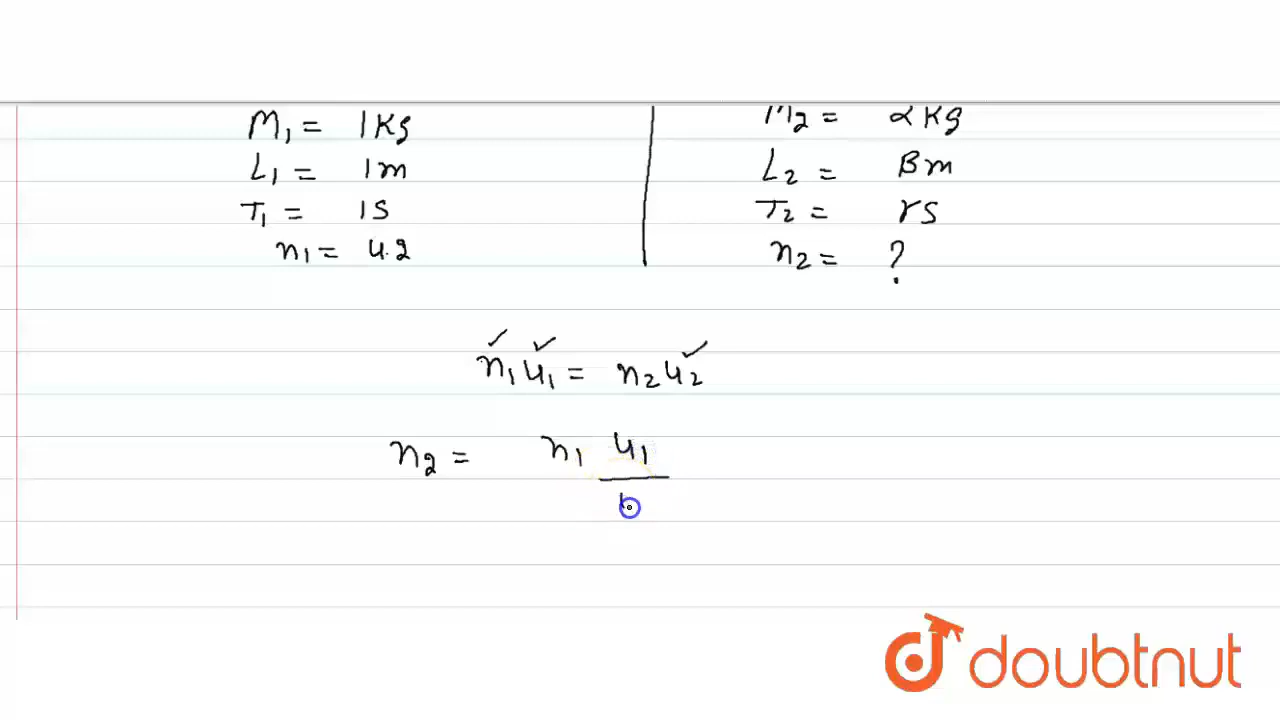 M₁ = 1Kg
L₁ = 1m
T₁ = 1S
n₁ = 4.2
M₂ = αKg
L₂ = βm
T₂ = γS
n₂ = ?
n₁u₁ = n₂u₂
n₂ = n₁ u₁
doubtnut